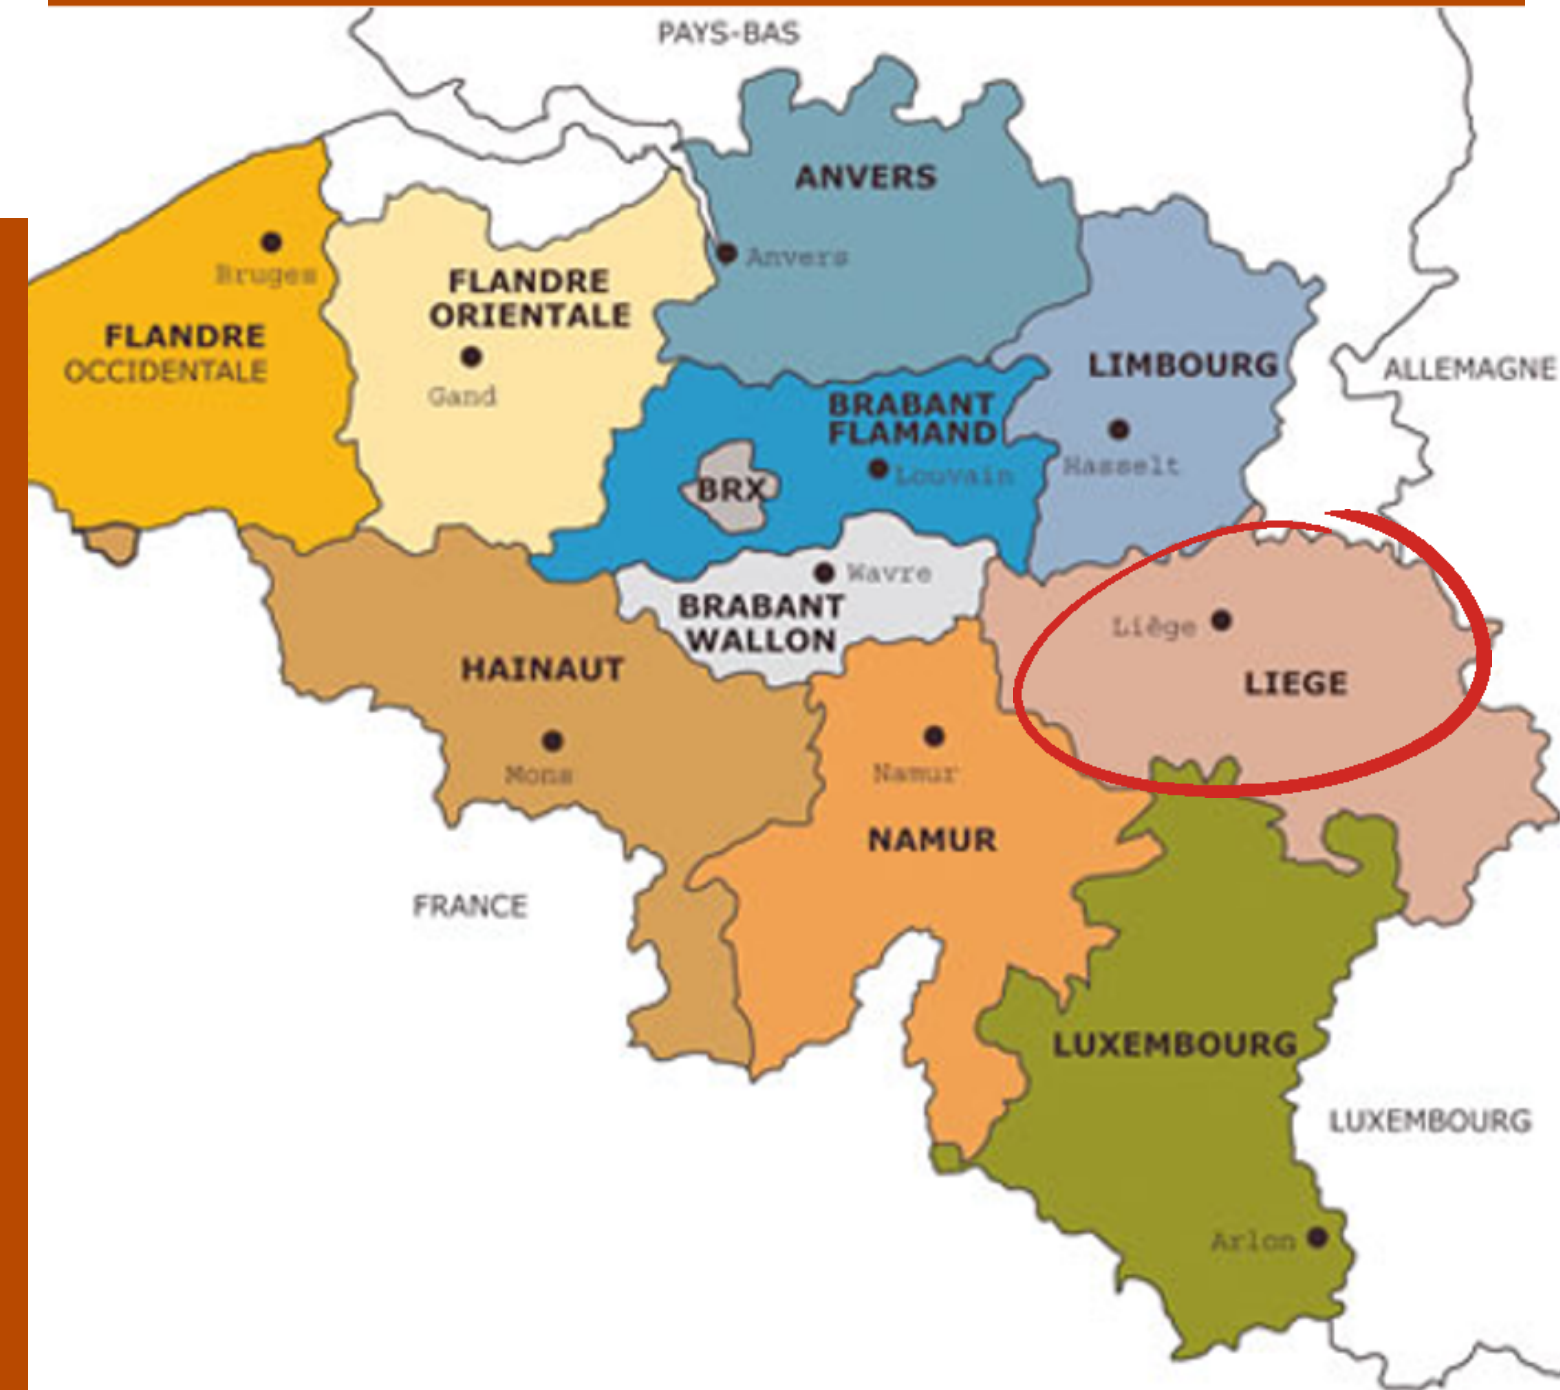 PAYS-BAS
ANVERS
Anvers
Bruges
FLANDRE
ORIENTALE
FLANDRE
OCCIDENTALE
Gand
LIMBOURG
ALLEMAGNE
BRABANT
FLAMAND
Hasselt
Louvain
BRX
Wavre
BRABANT
WALLON
Liège
LIEGE
HAINAUT
Mons
Namur
NAMUR
FRANCE
LUXEMBOURG
LUXEMBOURG
Arlon